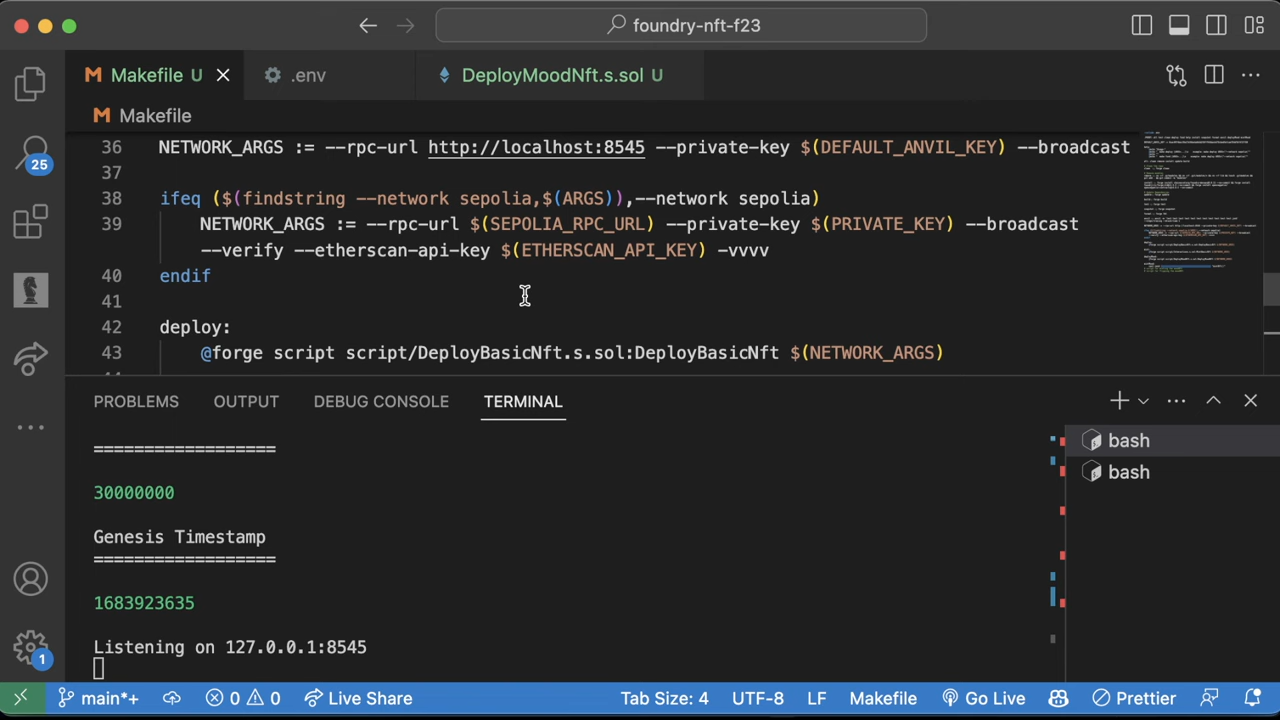 foundry-nft-f23
Makefile U
.env
DeployMoodNft.s.sol U
Makefile
36 NETWORK_ARGS := --rpc-url http://localhost:8545 --private-key $(DEFAULT_ANVIL_KEY) --broadcast
37
38 ifeq ($(findstring --network sepolia,$(ARGS)),--network sepolia)
39 NETWORK_ARGS := --rpc-url $(SEPOLIA_RPC_URL) --private-key $(PRIVATE_KEY) --broadcast
--verify --etherscan-api-key $(ETHERSCAN_API_KEY) -vvvv
40 endif
41
42 deploy:
43 @forge script script/DeployBasicNft.s.sol:DeployBasicNft $(NETWORK_ARGS)
25
PROBLEMS OUTPUT DEBUG CONSOLE TERMINAL
==================
30000000
Genesis Timestamp
==================
1683923635
Listening on 127.0.0.1:8545
bash
bash
1
main*+ 0 0 Live Share Tab Size: 4 UTF-8 LF Makefile Go Live Prettier